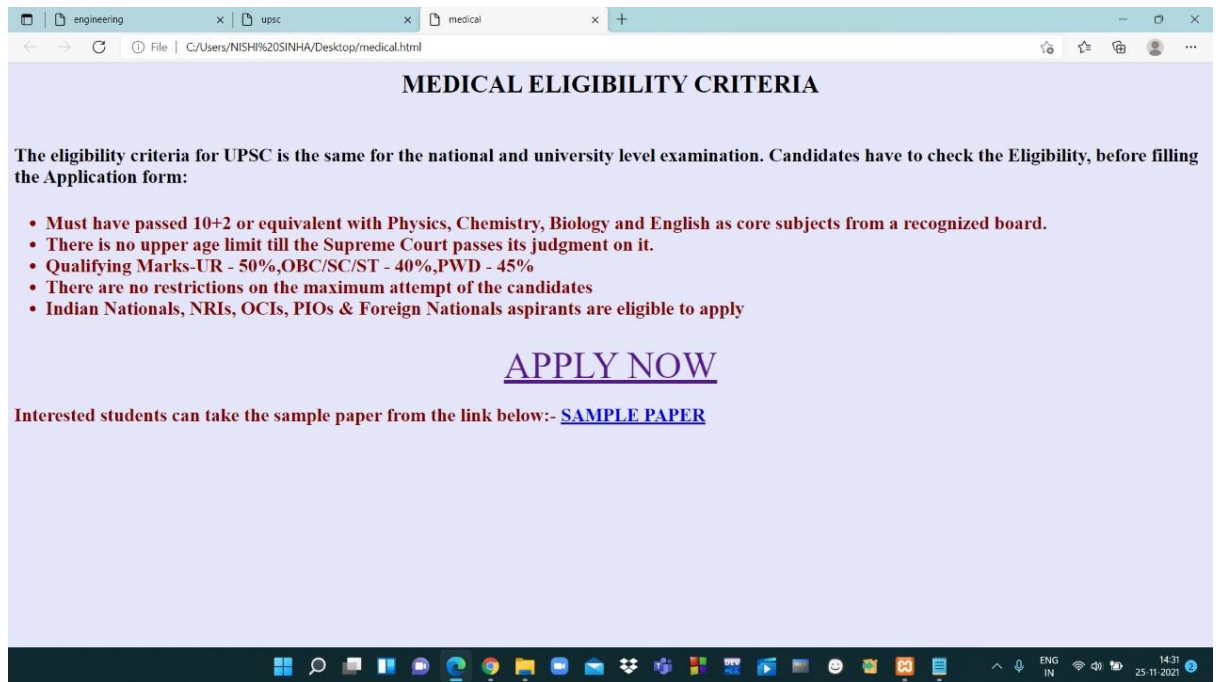 engineering upsc medical
File C:/Users/NISHI%20SINHA/Desktop/medical.html
MEDICAL ELIGIBILITY CRITERIA
The eligibility criteria for UPSC is the same for the national and university level examination. Candidates have to check the Eligibility, before filling
the Application form:
• Must have passed 10+2 or equivalent with Physics, Chemistry, Biology and English as core subjects from a recognized board.
• There is no upper age limit till the Supreme Court passes its judgment on it.
• Qualifying Marks-UR - 50%,OBC/SC/ST - 40%,PWD - 45%
• There are no restrictions on the maximum attempt of the candidates
• Indian Nationals, NRIs, OCIs, PIOs & Foreign Nationals aspirants are eligible to apply
APPLY NOW
Interested students can take the sample paper from the link below:- SAMPLE PAPER
DEV
ENG 14:31
IN 25-11-2021 2